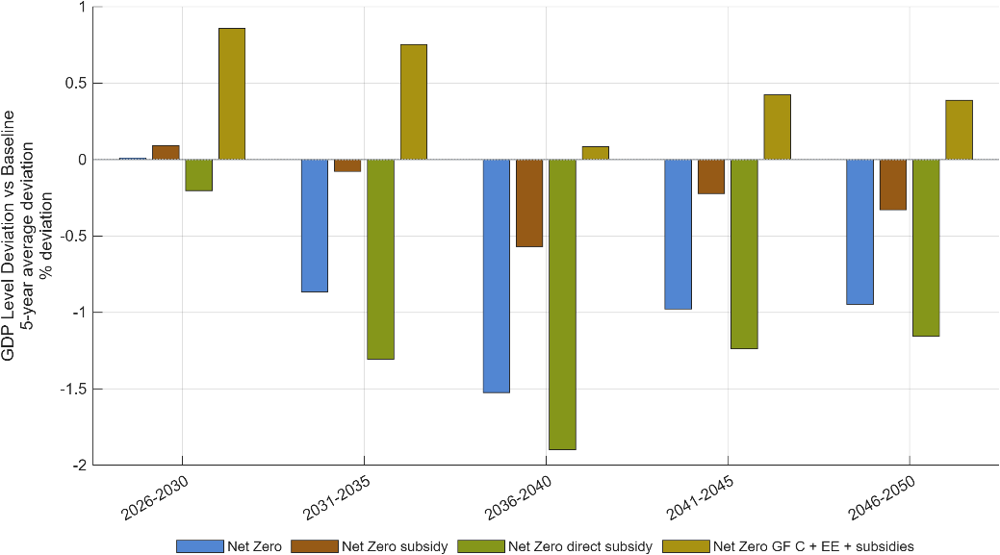 GDP Level Deviation vs Baseline
5-year average deviation
% deviation
1
0.5
0
-0.5
-1
-1.5
-2
2026-2030
2031-2035
2036-2040
2041-2045
2046-2050
Net Zero
Net Zero subsidy
Net Zero direct subsidy
Net Zero GF C + EE + subsidies